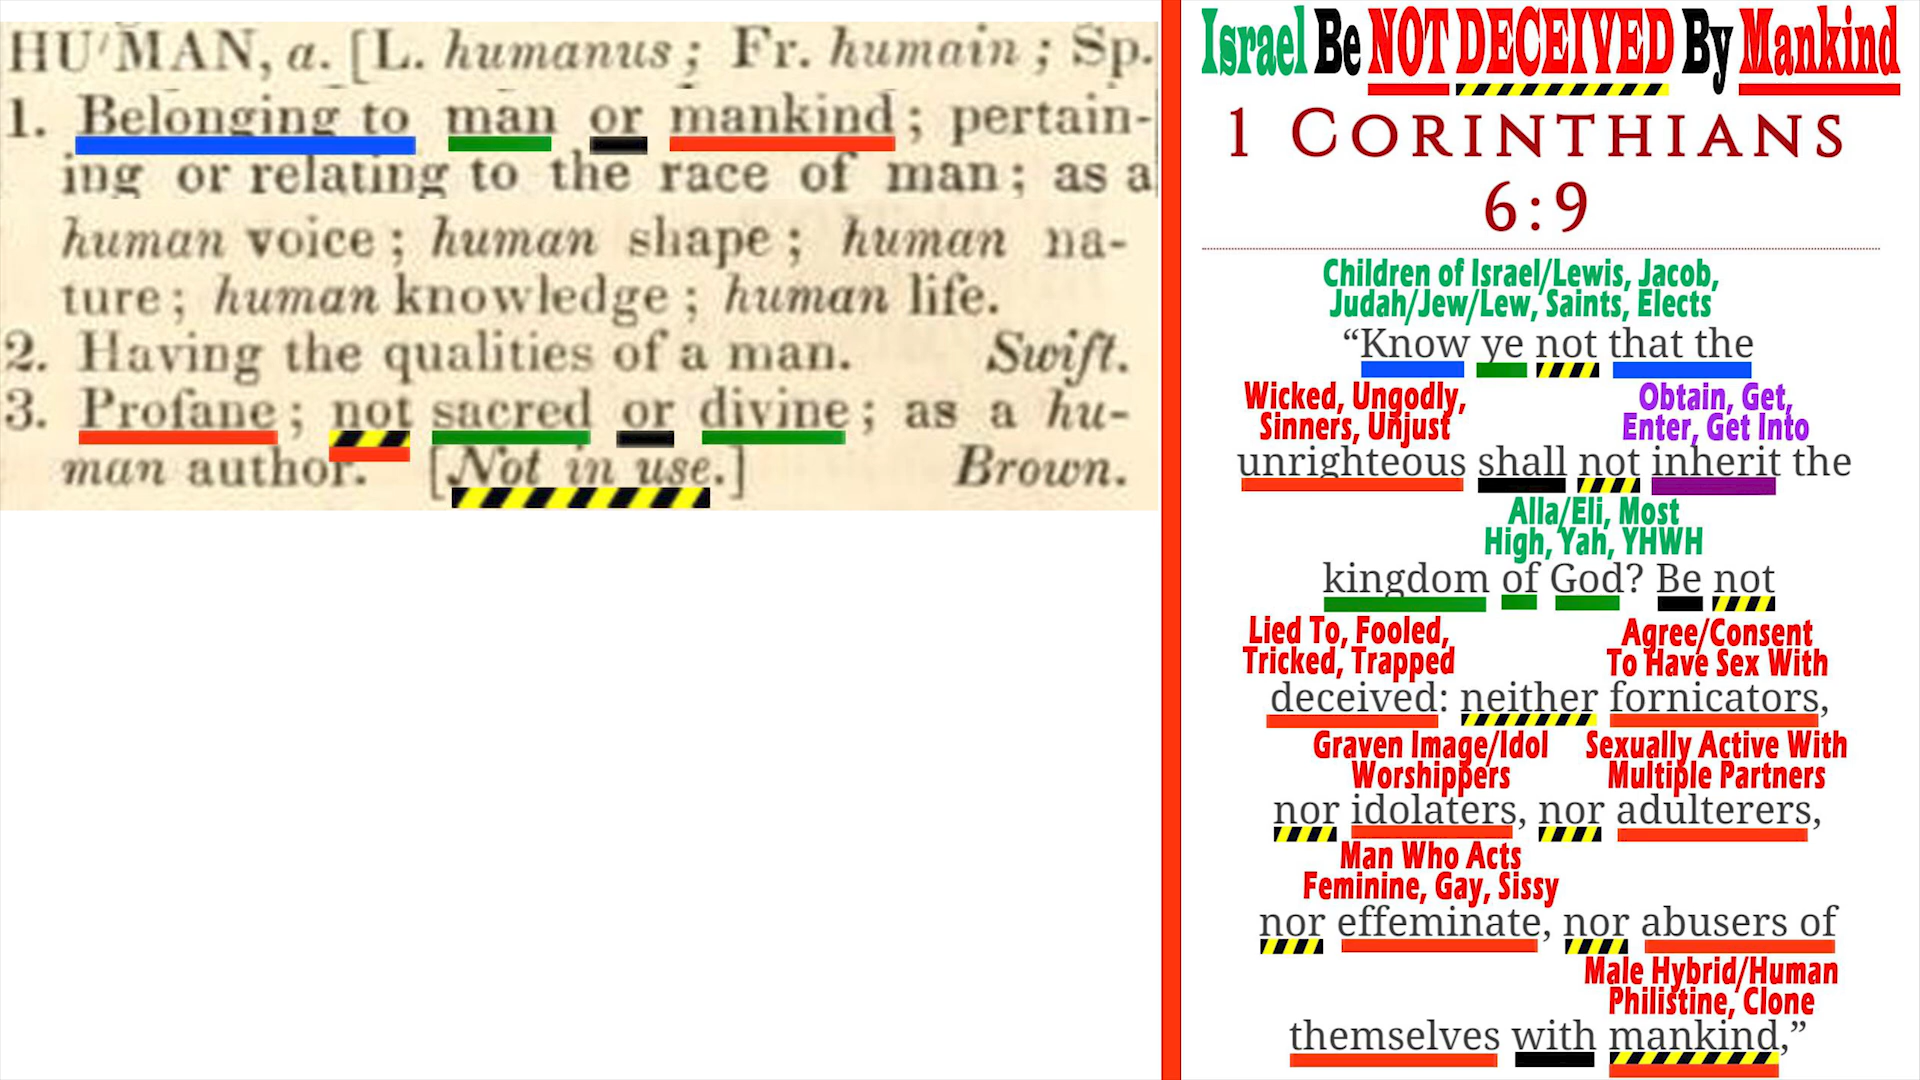 HU'MAN, a. [L. humanus; Fr. humain; Sp.
1. Belonging to man or mankind; pertain-
ing or relating to the race of man; as a
human voice; human shape; human na-
ture; human knowledge; human life.
2. Having the qualities of a man. Swift.
3. Profane; not sacred or divine; as a hu-
man author. [Not in use.] Brown.
Israel Be NOT DECEIVED By Mankind
1 CORINTHIANS
6:9
Children of Israel/Lewis, Jacob,
Judah/Jew/Lew, Saints, Elects
“Know ye not that the
Wicked, Ungodly, Obtain, Get,
Sinners, Unjust Enter, Get Into
unrighteous shall not inherit the
Alla/Eli, Most
High, Yah, YHWH
kingdom of God? Be not
Lied To, Fooled, Agree/Consent
Tricked, Trapped To Have Sex With
deceived: neither fornicators,
Graven Image/Idol Sexually Active With
Worshippers Multiple Partners
nor idolaters, nor adulterers,
Man Who Acts
Feminine, Gay, Sissy
nor effeminate, nor abusers of
Male Hybrid/Human
Philistine, Clone
themselves with mankind,”